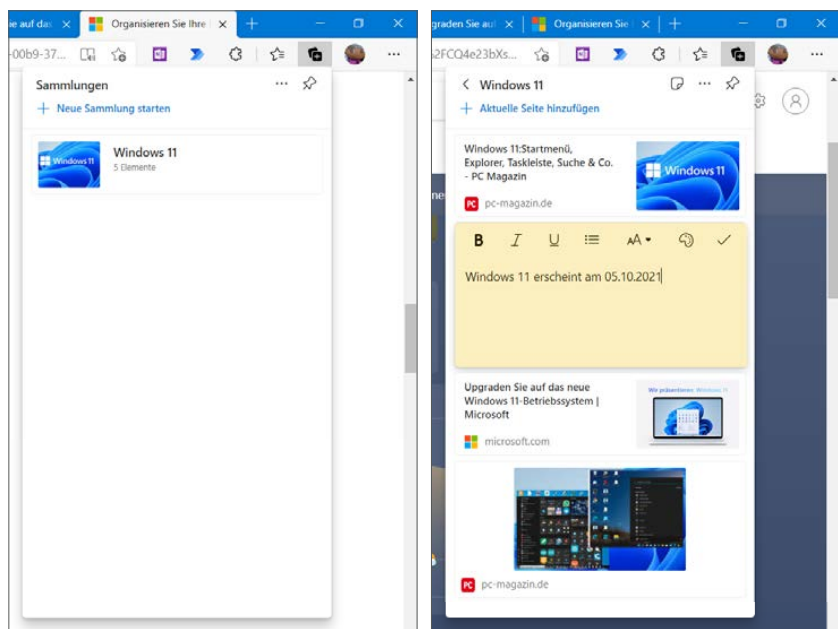 Organisieren Sie Ihre
-00b9-37...
Sammlungen
Neue Sammlung starten
Windows 11
Windows 11
5 Elemente
graden Sie auf
Organisieren Sie
2FCQ4e23bXs...
Windows 11
Aktuelle Seite hinzufügen
Windows 11:Startmenü,
Explorer, Taskleiste, Suche & Co.
- PC Magazin
Windows 11
PC pc-magazin.de
B I U AA
Windows 11 erscheint am 05.10.2021
Upgraden Sie auf das neue
Windows 11-Betriebssystem |
Microsoft
Wir präsentieren: Windows 11
microsoft.com
PC pc-magazin.de